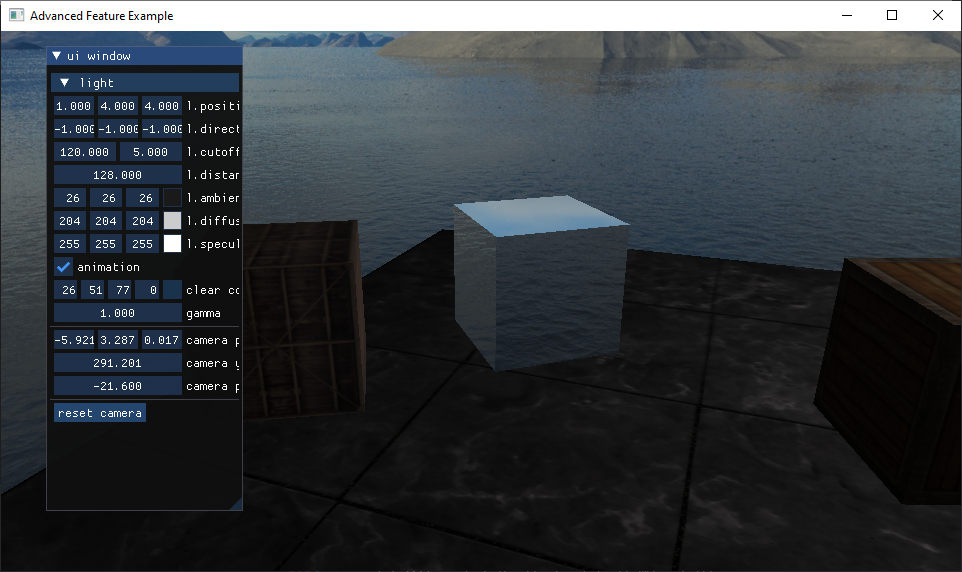 Advanced Feature Example
ui window
light
1.000 4.000 4.000 l.positi
-1.000 -1.000 -1.000 l.direct
120.000 5.000 l.cutoff
128.000 l.distan
26 26 26 l.ambien
204 204 204 l.diffus
255 255 255 l.specul
animation
26 51 77 0 clear co
1.000 gamma
-5.921 3.287 0.017 camera p
291.201 camera y
-21.600 camera p
reset camera